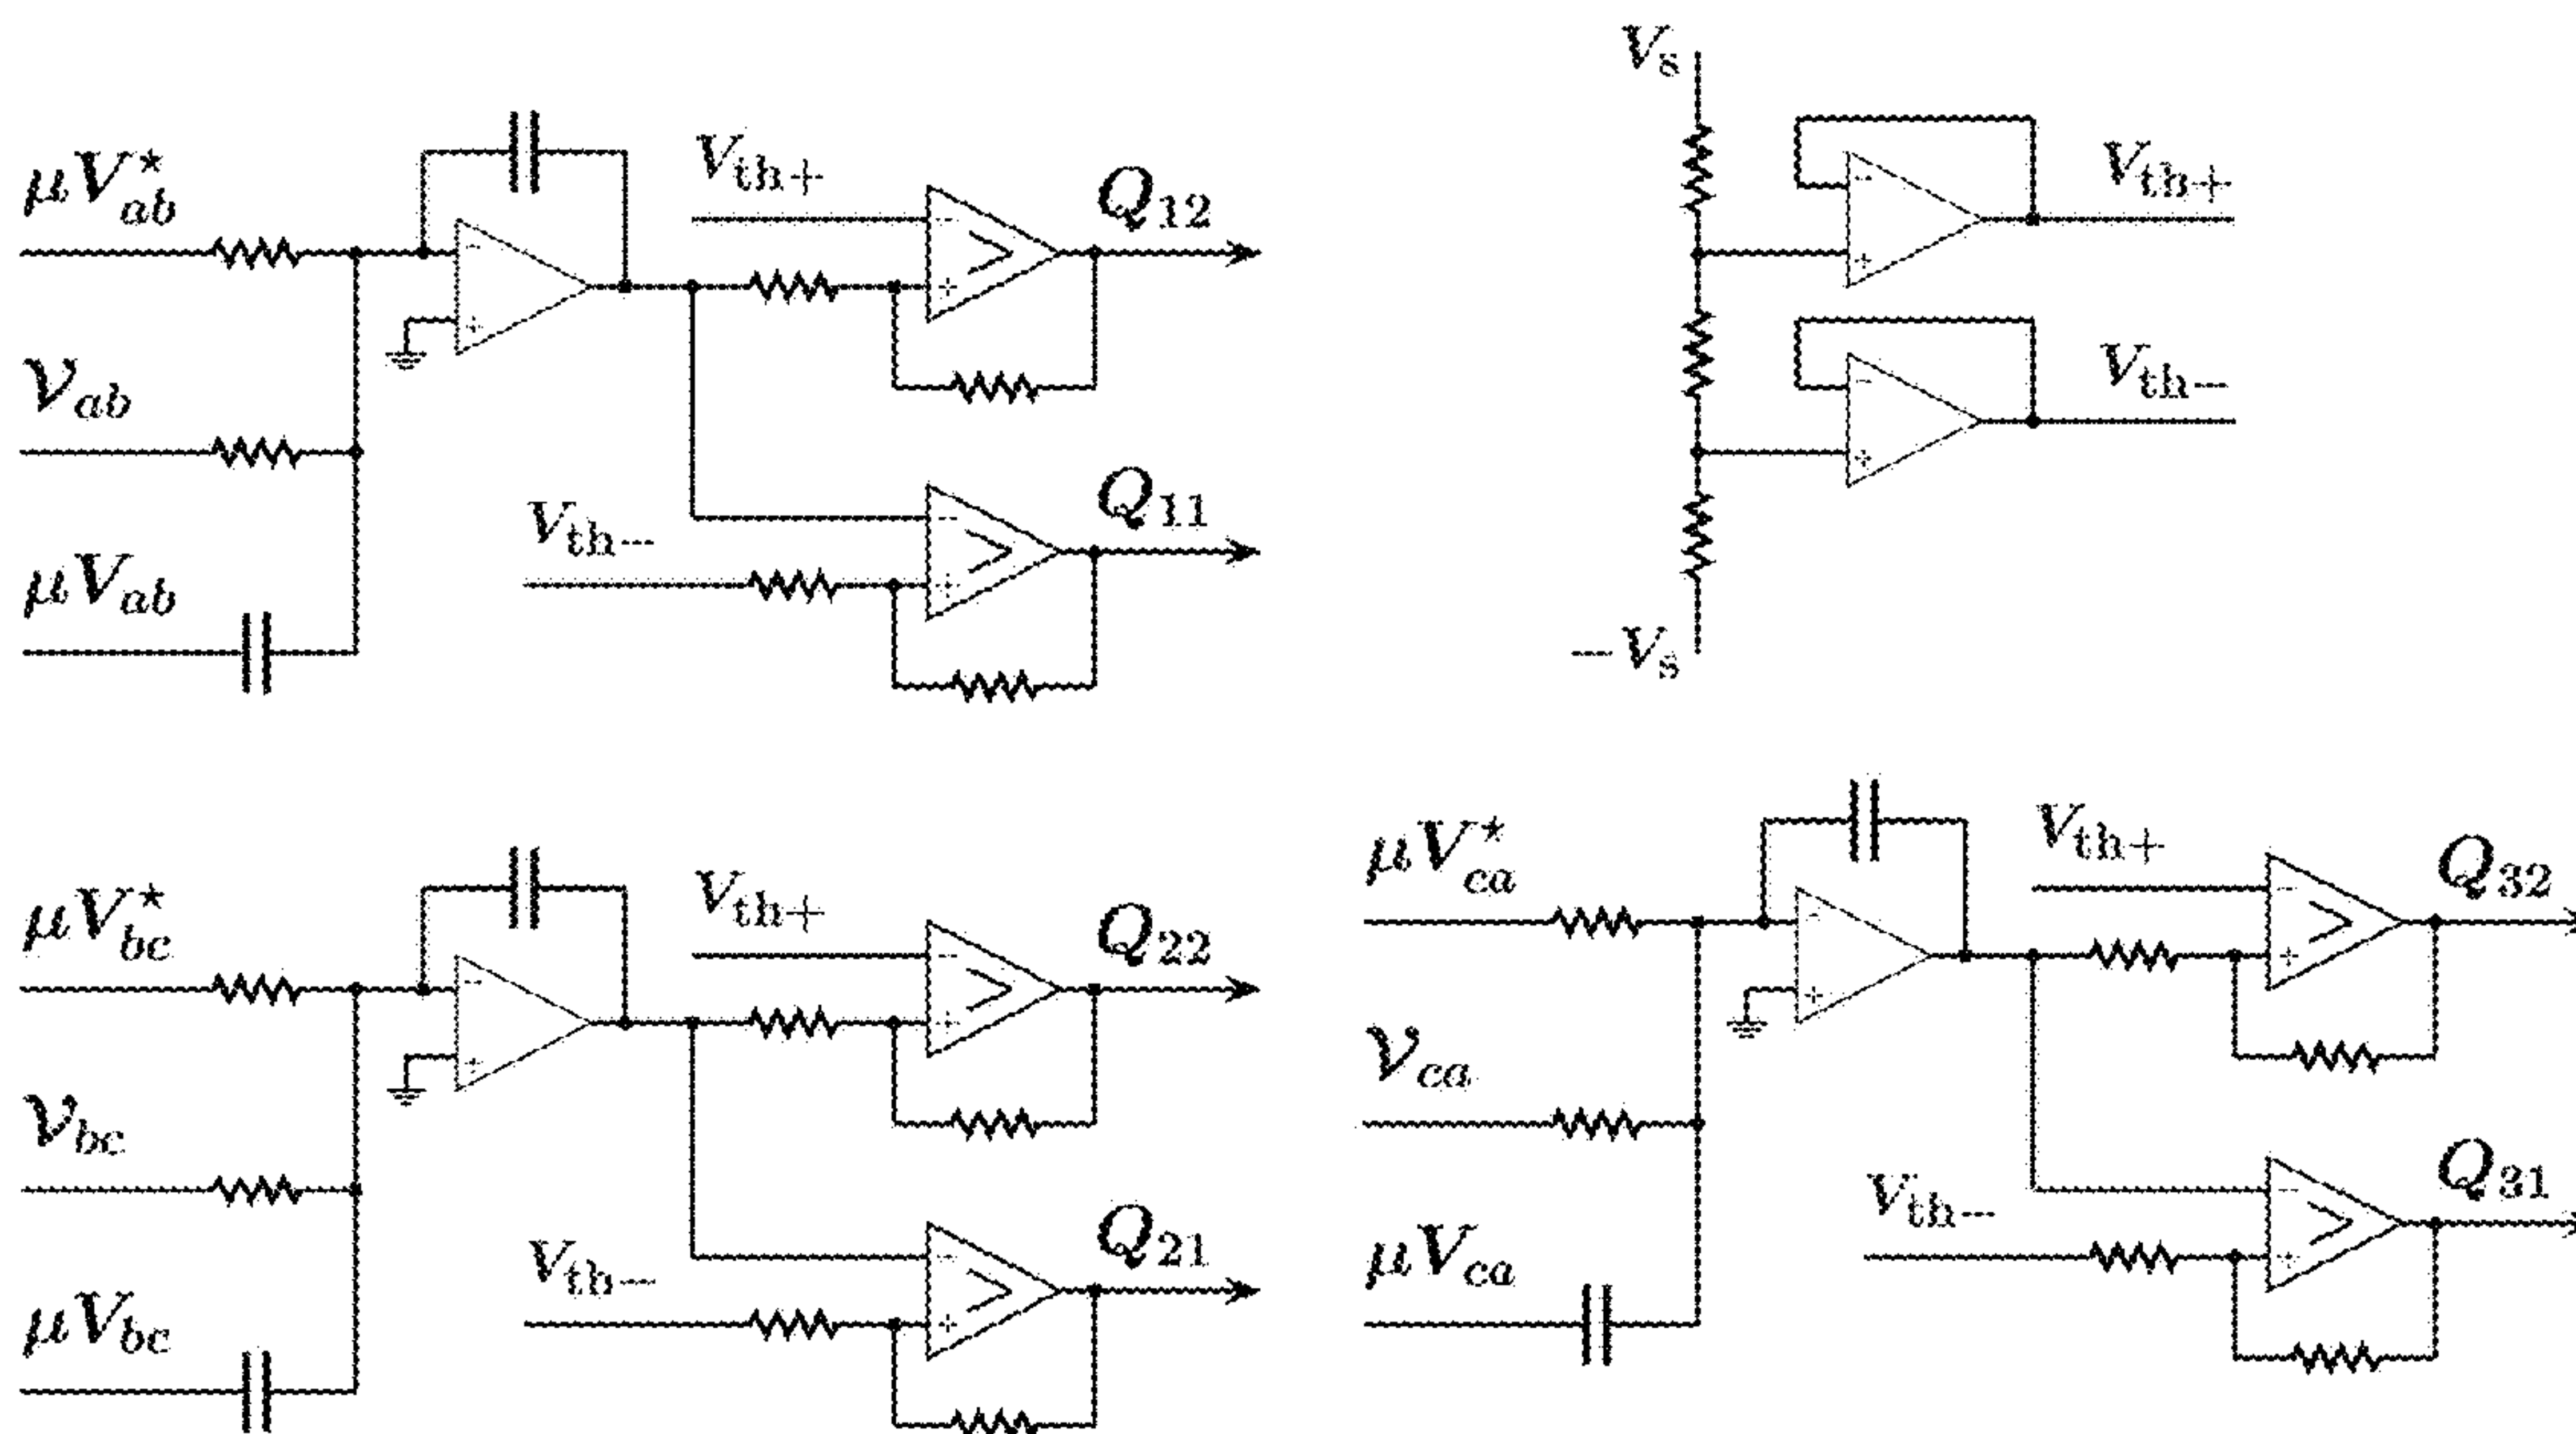 μV*ab
𝒱ab
μVab
Vth+
Q12
Vth−
Q11
Vs
Vth+
Vth−
−Vs
μV*bc
𝒱bc
μVbc
Vth+
Q22
Vth−
Q21
μV*ca
𝒱ca
μVca
Vth+
Q32
Vth−
Q31